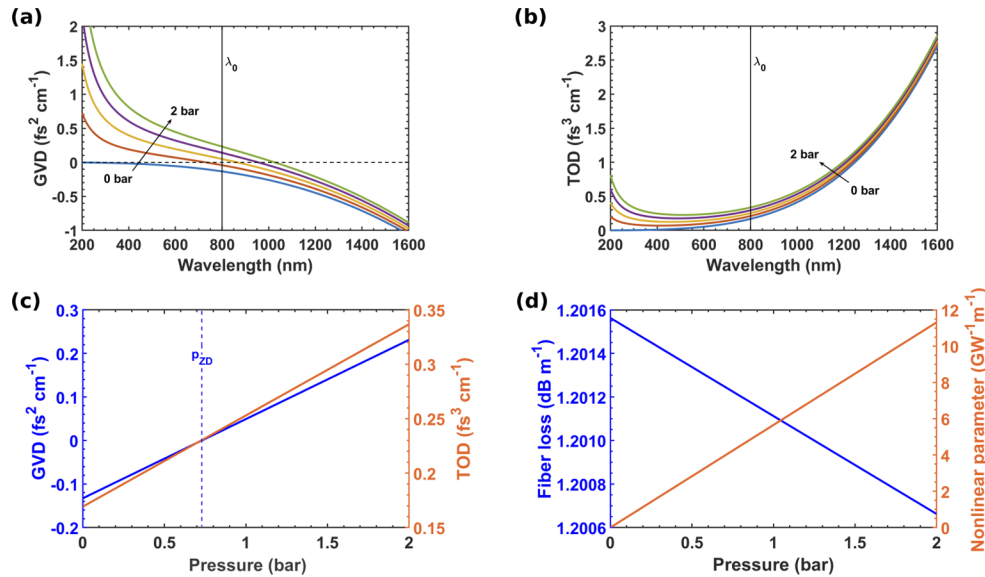 (a)
2
1.5
1
0.5
0
-0.5
-1
GVD (fs² cm⁻¹)
λ₀
2 bar
0 bar
200 400 600 800 1000 1200 1400 1600
Wavelength (nm)
(b)
3
2
1
0
TOD (fs³ cm⁻¹)
λ₀
2 bar
0 bar
200 400 600 800 1000 1200 1400 1600
Wavelength (nm)
(c)
0.3
0.2
0.1
0
-0.1
-0.2
GVD (fs² cm⁻¹)
p_ZD
0.35
0.3
0.25
0.2
0.15
TOD (fs³ cm⁻¹)
0 0.5 1 1.5 2
Pressure (bar)
(d)
1.2016
1.2014
1.2012
1.2010
1.2008
1.2006
Fiber loss (dB m⁻¹)
12
10
8
6
4
2
0
Nonlinear parameter (GW⁻¹m⁻¹)
0 0.5 1 1.5 2
Pressure (bar)